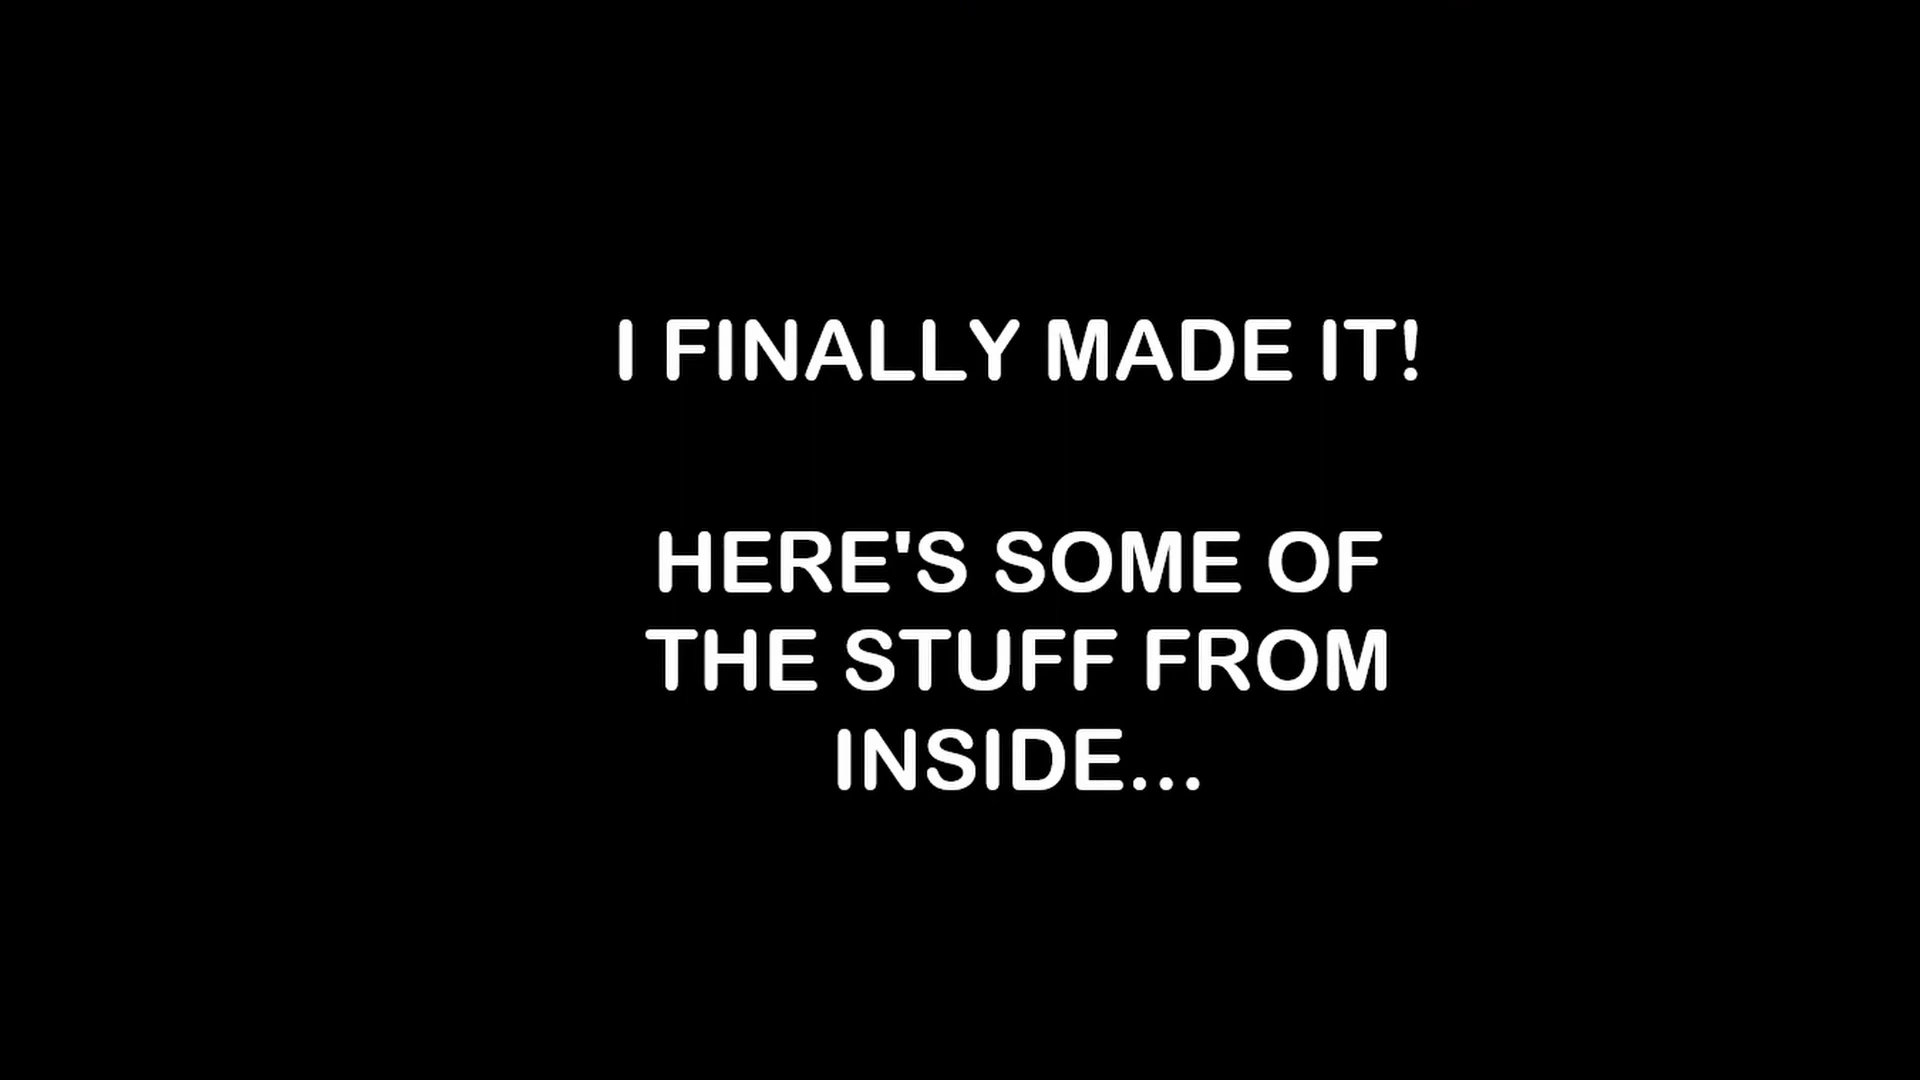 I FINALLY MADE IT!
HERE'S SOME OF
THE STUFF FROM
INSIDE...